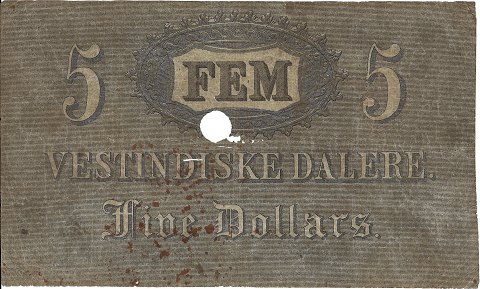 5 FEM 5
VESTINDISKE DALERE.
Five Dollars.